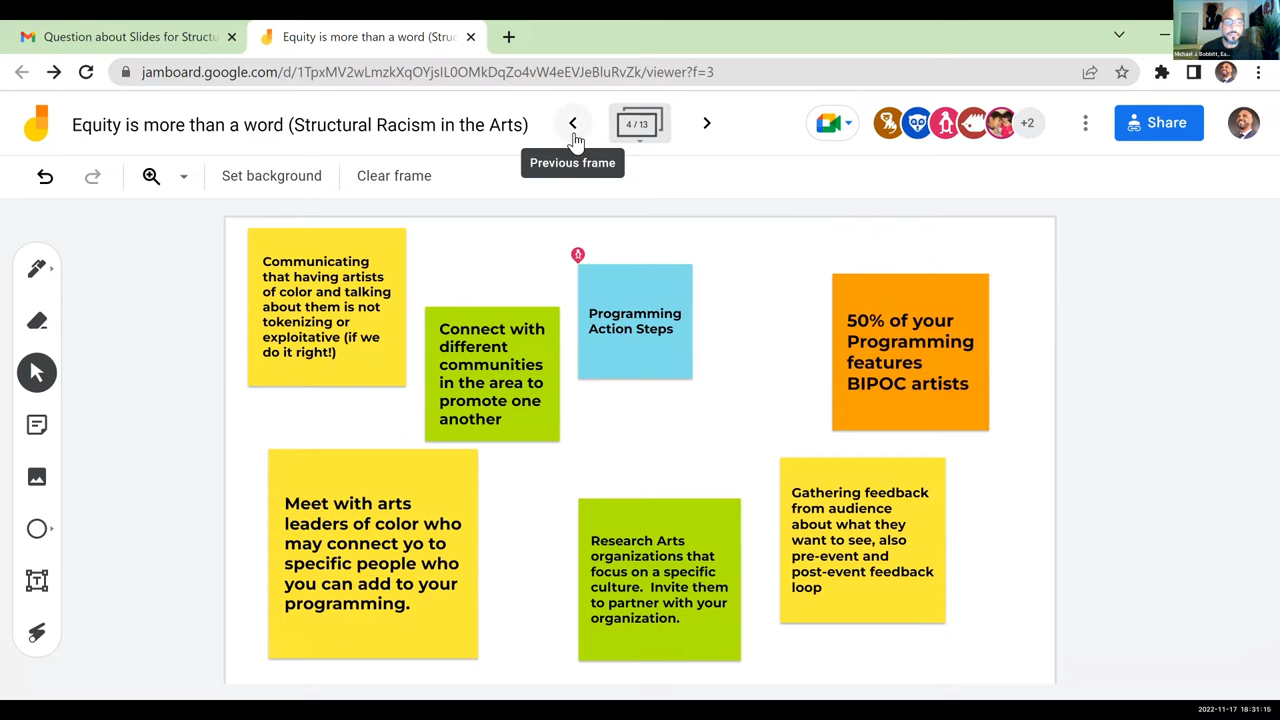 Question about Slides for Structu
Equity is more than a word (Struc
Michael J. Bobbitt, Ea...
jamboard.google.com/d/1TpxMV2wLmzkXqOYjsILOOMkDqZo4vW4eEVJeBluRvZk/viewer?f=3
Equity is more than a word (Structural Racism in the Arts)
4 / 13
+2
Share
Previous frame
Set background
Clear frame
Communicating
that having artists
of color and talking
about them is not
tokenizing or
exploitative (if we
do it right!)
Connect with
different
communities
in the area to
promote one
another
Programming
Action Steps
50% of your
Programming
features
BIPOC artists
Meet with arts
leaders of color who
may connect yo to
specific people who
you can add to your
programming.
Research Arts
organizations that
focus on a specific
culture. Invite them
to partner with your
organization.
Gathering feedback
from audience
about what they
want to see, also
pre-event and
post-event feedback
loop
2022-11-17 18:31:15